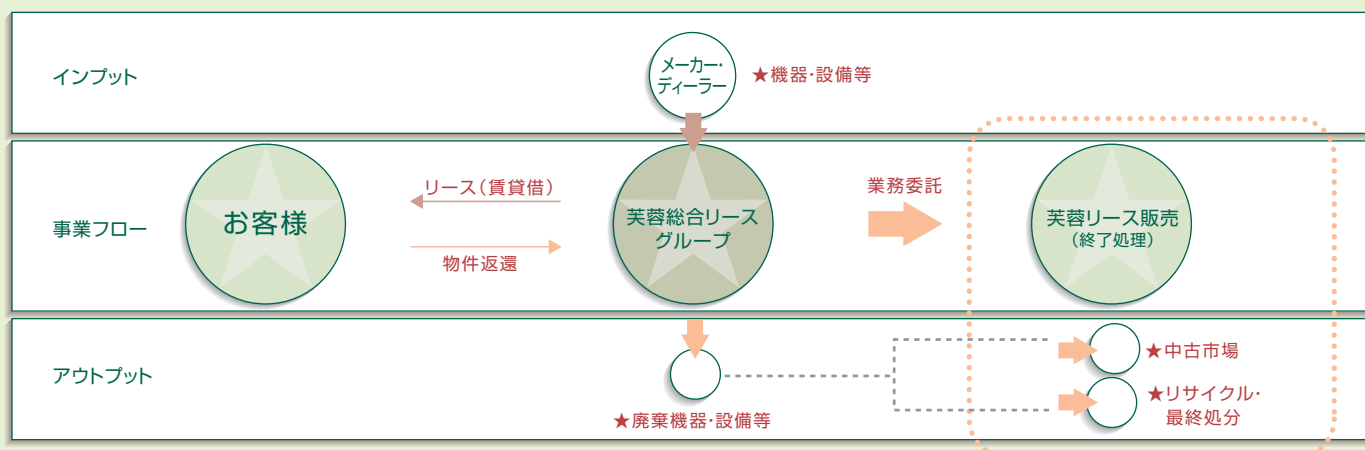 インプット
メーカー・
ディーラー
★機器・設備等
事業フロー
お客様
リース（賃貸借）
物件返還
芙蓉総合リース
グループ
業務委託
芙蓉リース販売
（終了処理）
アウトプット
★廃棄機器・設備等
★中古市場
★リサイクル・
最終処分